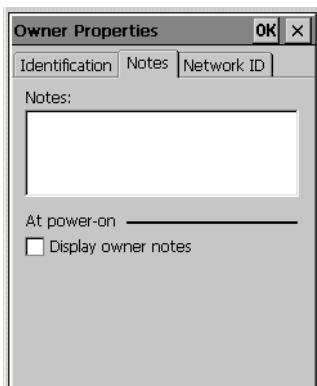 Owner Properties OK ×
Identification Notes Network ID
Notes:
At power-on
Display owner notes